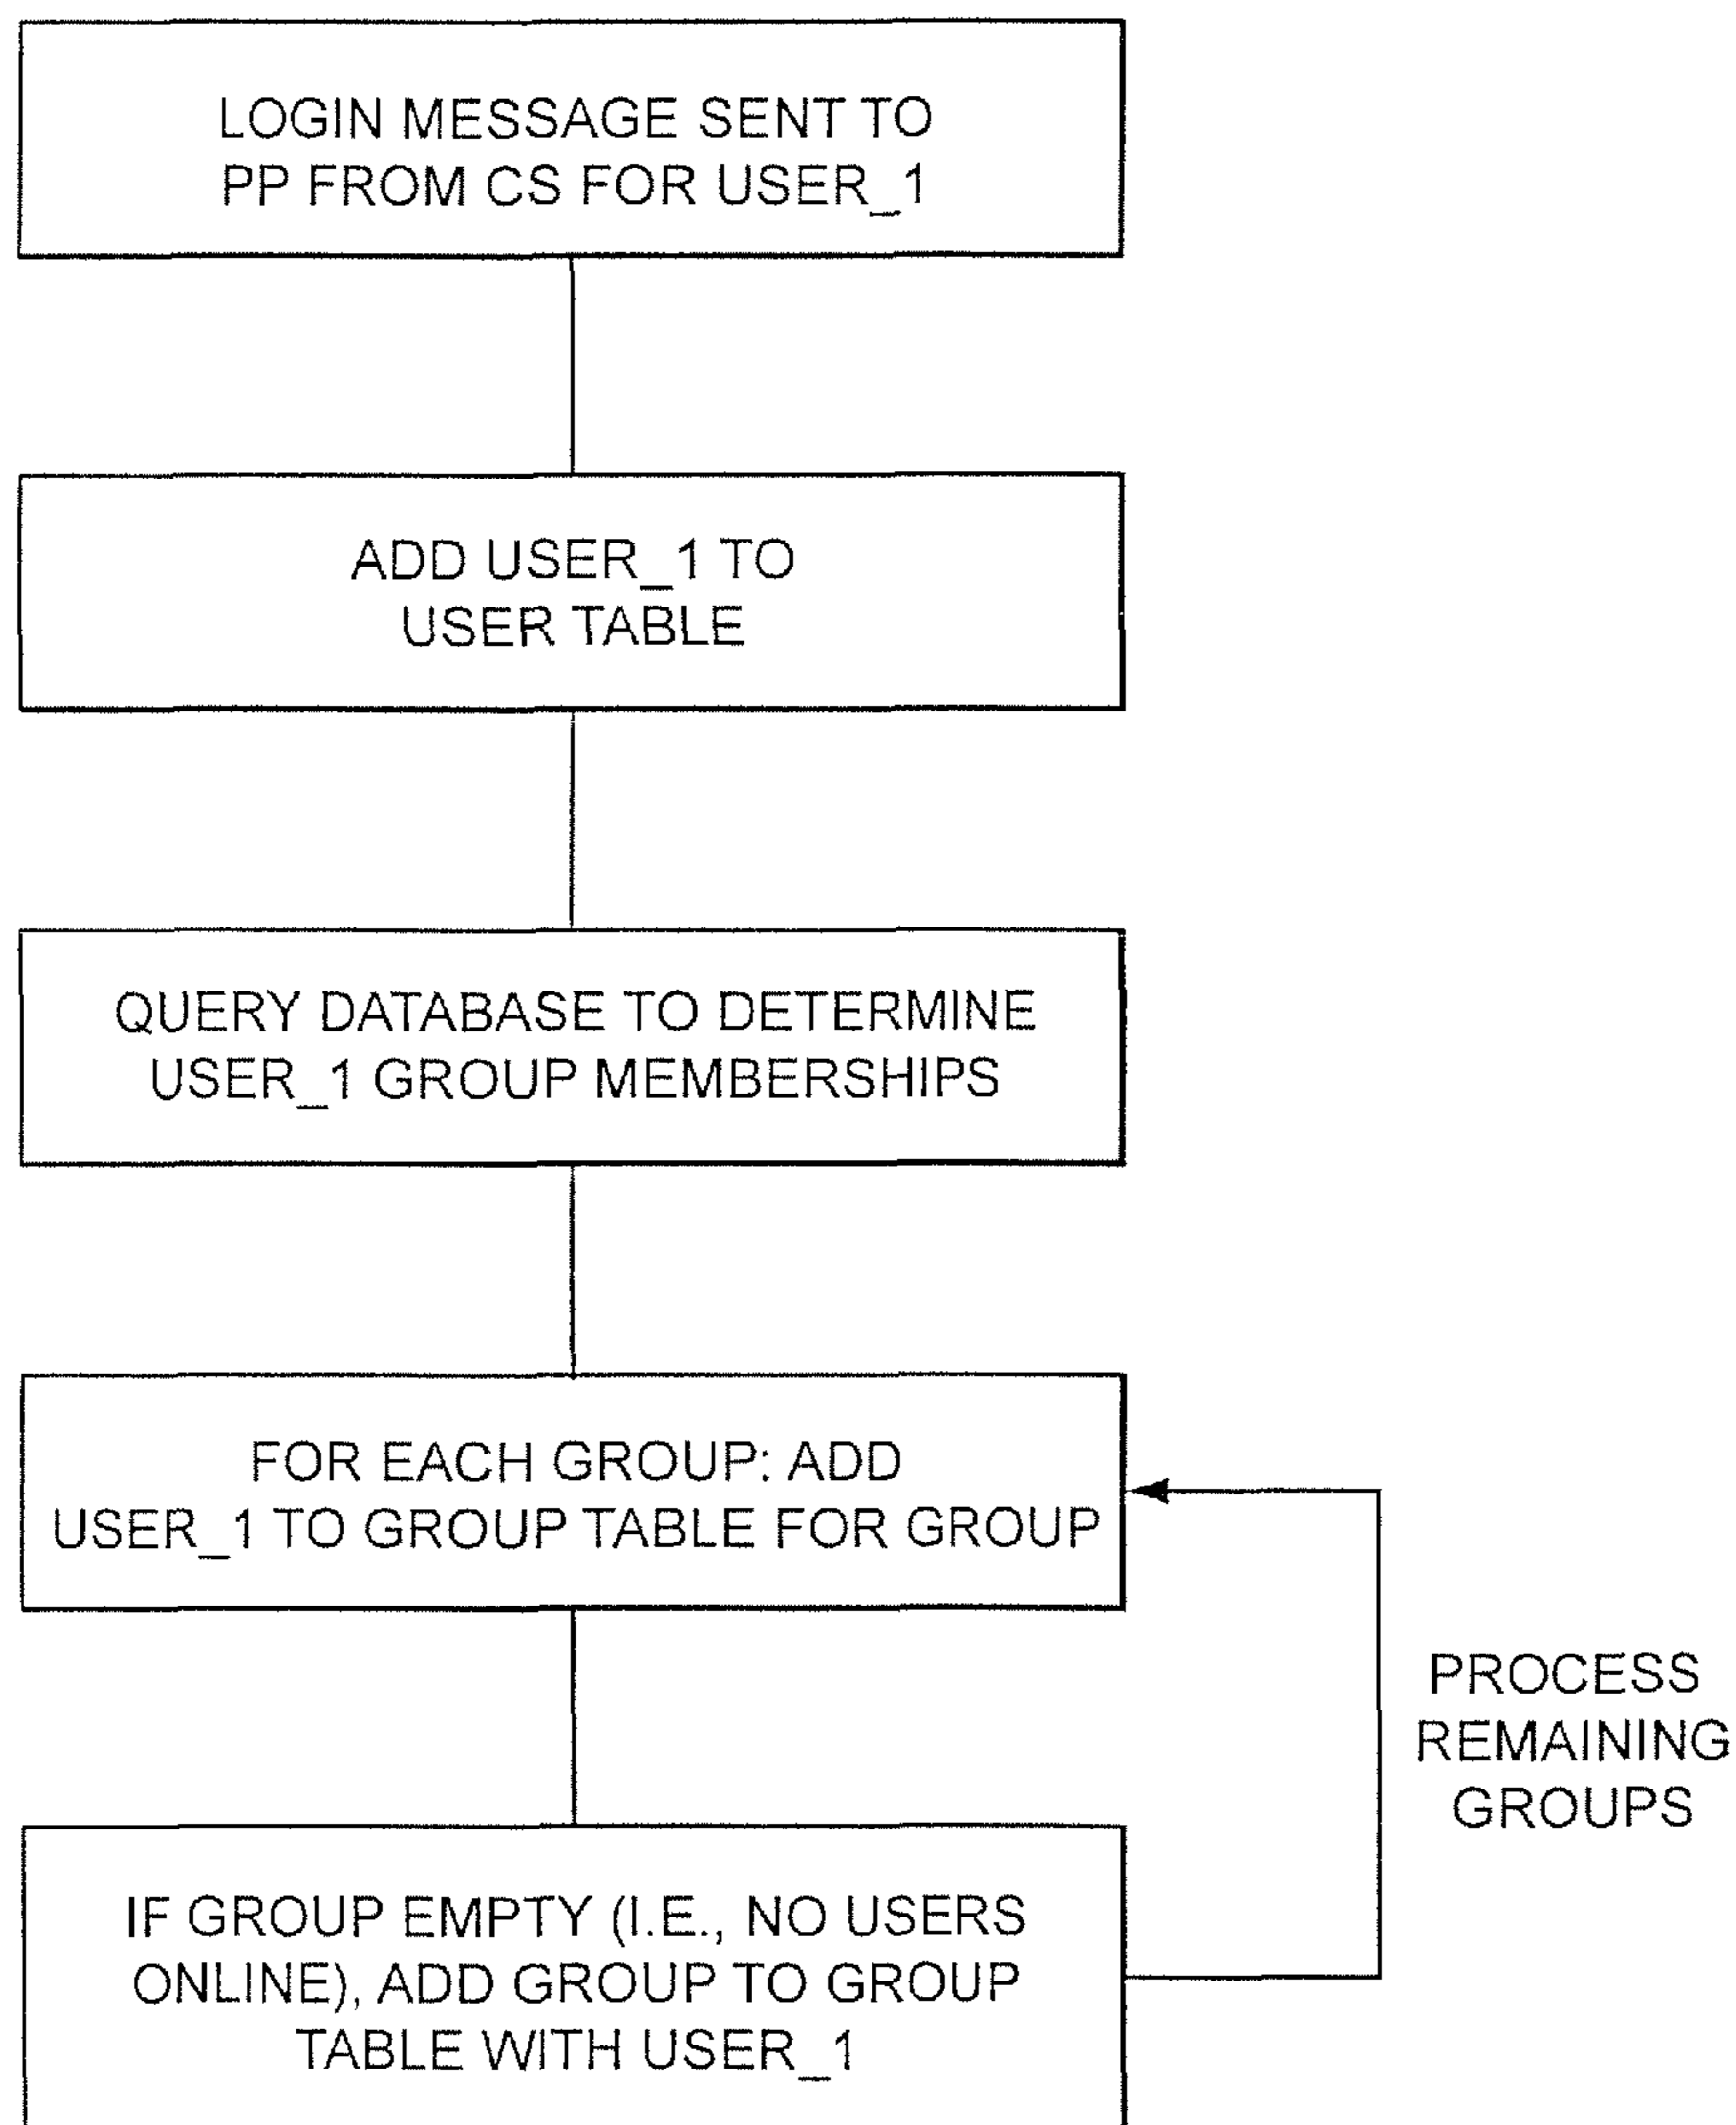 LOGIN MESSAGE SENT TO
PP FROM CS FOR USER_1
ADD USER_1 TO
USER TABLE
QUERY DATABASE TO DETERMINE
USER_1 GROUP MEMBERSHIPS
FOR EACH GROUP: ADD
USER_1 TO GROUP TABLE FOR GROUP
PROCESS
REMAINING
GROUPS
IF GROUP EMPTY (I.E., NO USERS
ONLINE), ADD GROUP TO GROUP
TABLE WITH USER_1